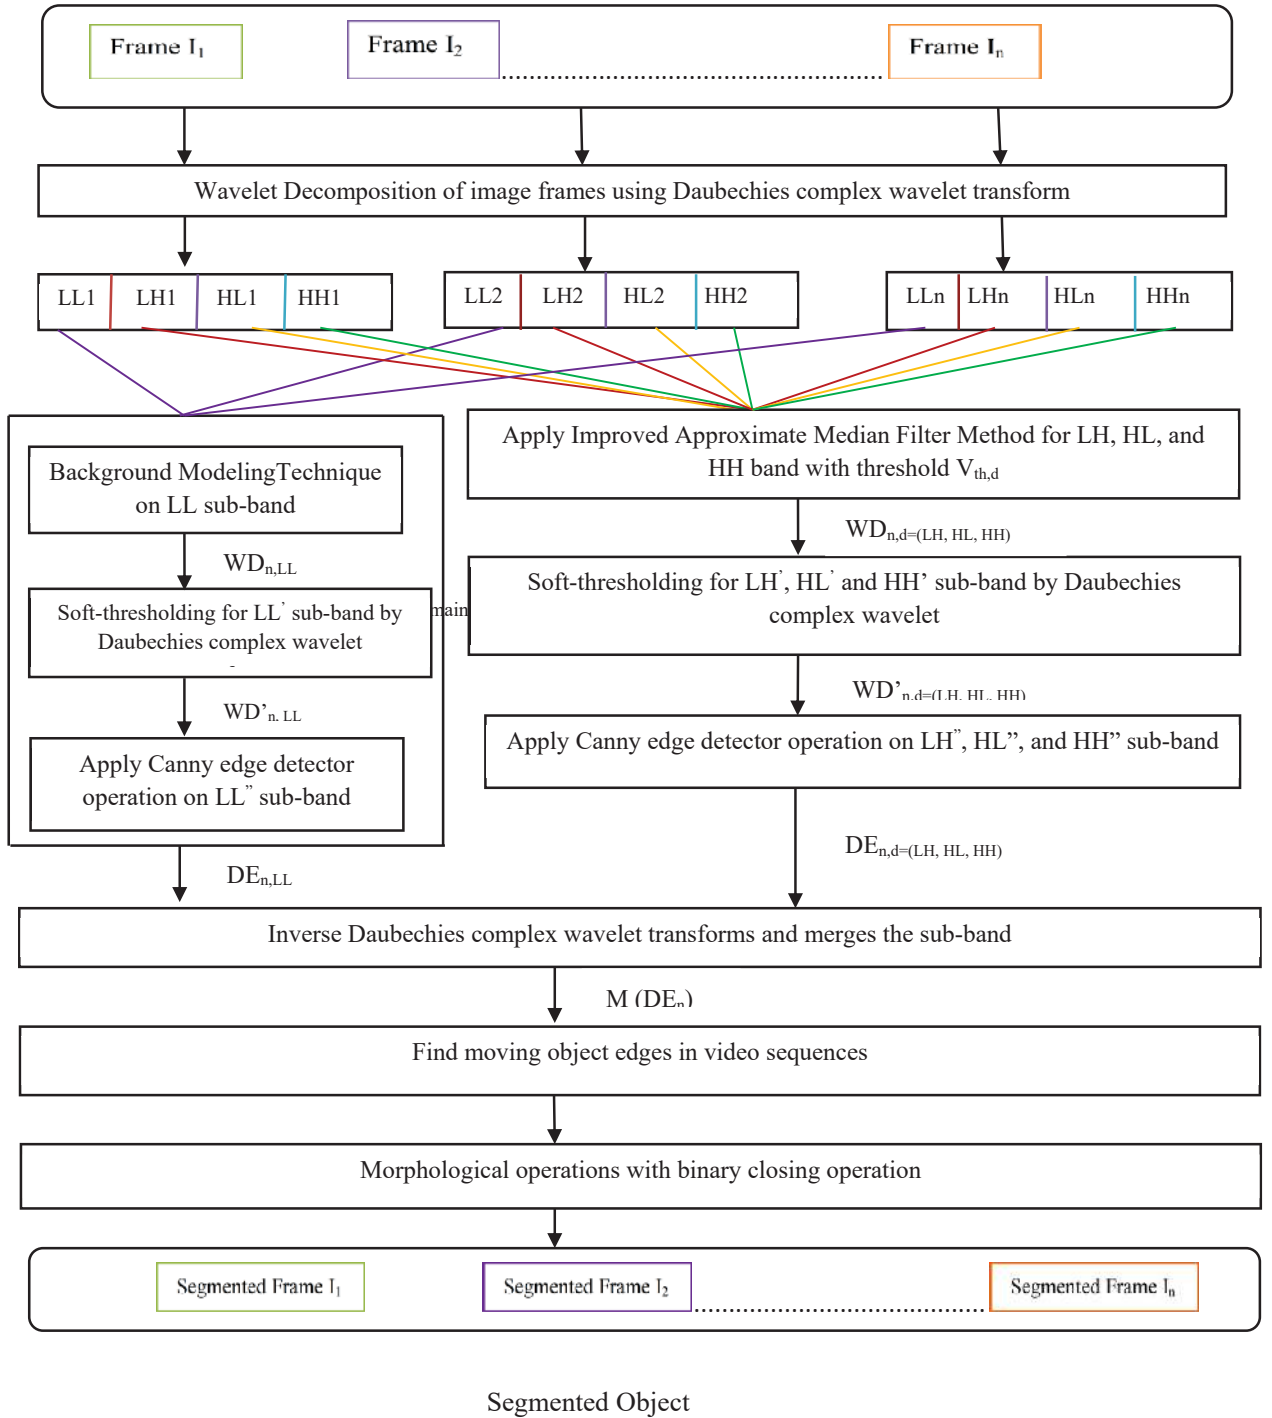 Frame I₁
Frame I₂
Frame Iₙ
Wavelet Decomposition of image frames using Daubechies complex wavelet transform
LL1 LH1 HL1 HH1
LL2 LH2 HL2 HH2
LLn LHn HLn HHn
Background ModelingTechnique
on LL sub-band
WDn,LL
Soft-thresholding for LL’ sub-band by
Daubechies complex wavelet
main
WD’n, LL
Apply Canny edge detector
operation on LL” sub-band
DEn,LL
Apply Improved Approximate Median Filter Method for LH, HL, and
HH band with threshold Vth,d
WDn,d=(LH, HL, HH)
Soft-thresholding for LH’, HL’ and HH’ sub-band by Daubechies
complex wavelet
WD’n,d=(LH, HL, HH)
Apply Canny edge detector operation on LH”, HL”, and HH” sub-band
DEn,d=(LH, HL, HH)
Inverse Daubechies complex wavelet transforms and merges the sub-band
M (DEn)
Find moving object edges in video sequences
Morphological operations with binary closing operation
Segmented Frame I₁
Segmented Frame I₂
Segmented Frame Iₙ
Segmented Object